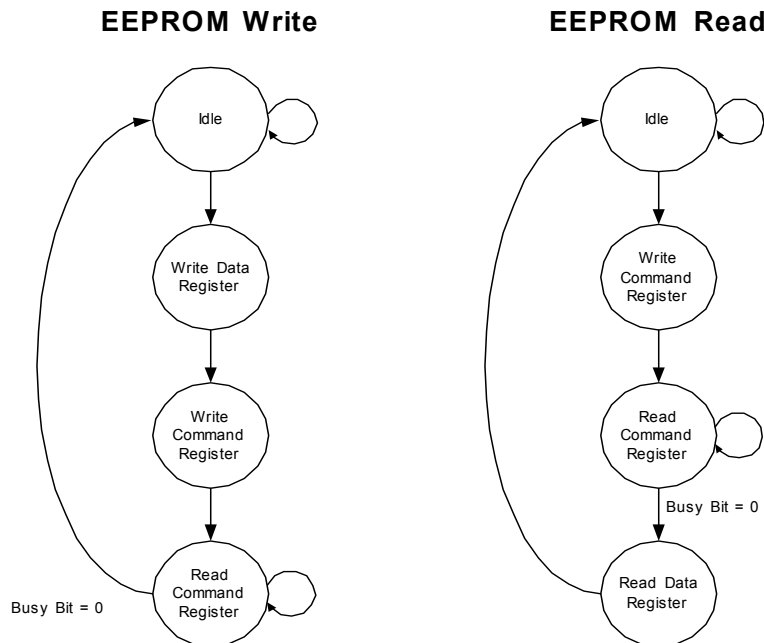 EEPROM Write
Idle
Write Data
Register
Write
Command
Register
Read
Command
Register
Busy Bit = 0
EEPROM Read
Idle
Write
Command
Register
Read
Command
Register
Busy Bit = 0
Read Data
Register